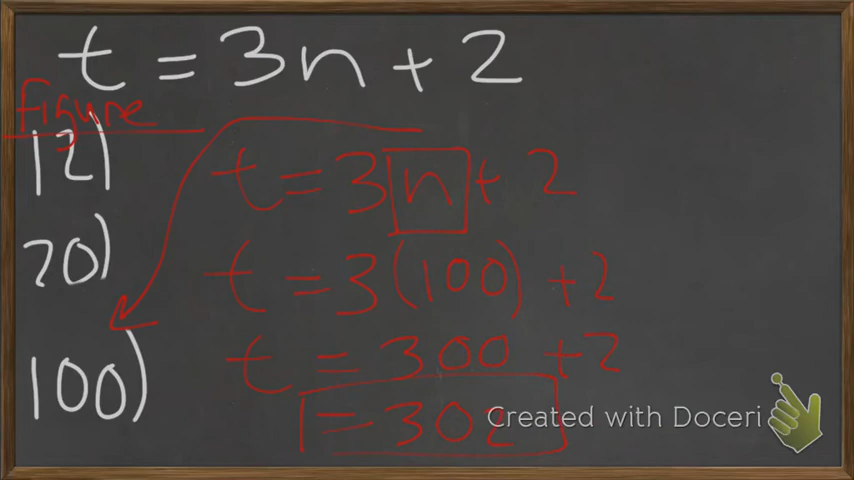 t = 3n + 2
figure
12)
t = 3n + 2
20)
t = 3(100) + 2
t = 300 + 2
100)
= 302
Created with Doceri